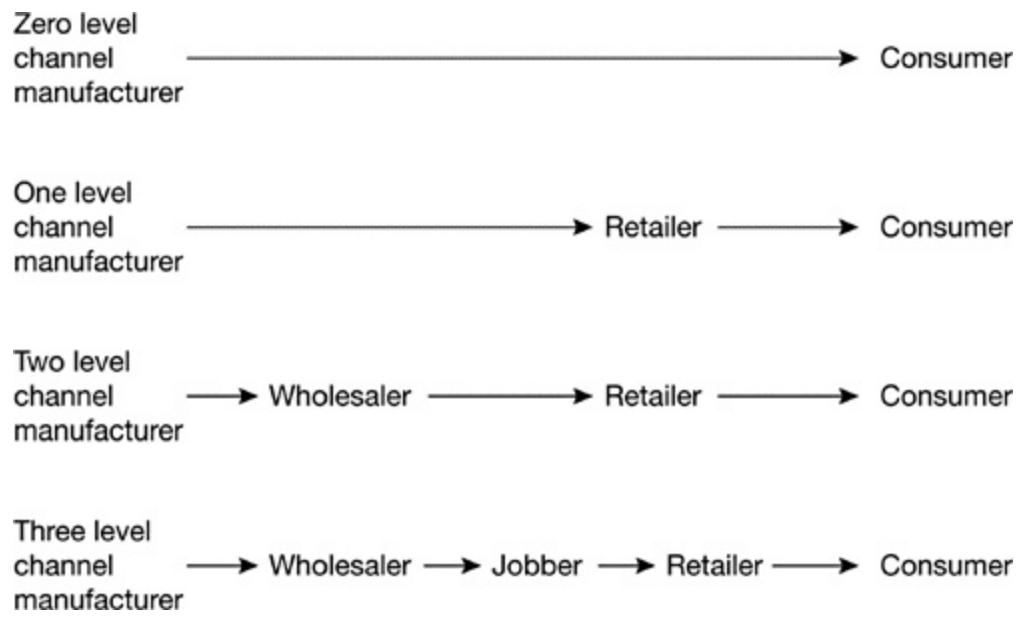 Zero level
channel
manufacturer
Consumer
One level
channel
manufacturer
Retailer
Consumer
Two level
channel
manufacturer
Wholesaler
Retailer
Consumer
Three level
channel
manufacturer
Wholesaler
Jobber
Retailer
Consumer